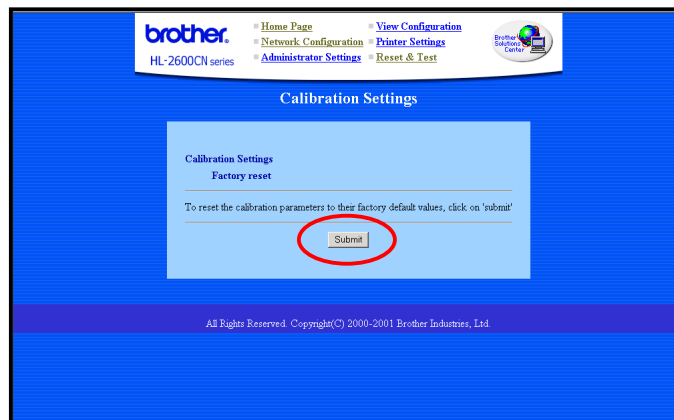 brother.
HL-2600CN series
Home Page
View Configuration
Network Configuration
Printer Settings
Administrator Settings
Reset & Test
Brother
Solutions
Center
Calibration Settings
Calibration Settings
Factory reset
To reset the calibration parameters to their factory default values, click on 'submit'
Submit
All Rights Reserved. Copyright(C) 2000-2001 Brother Industries, Ltd.